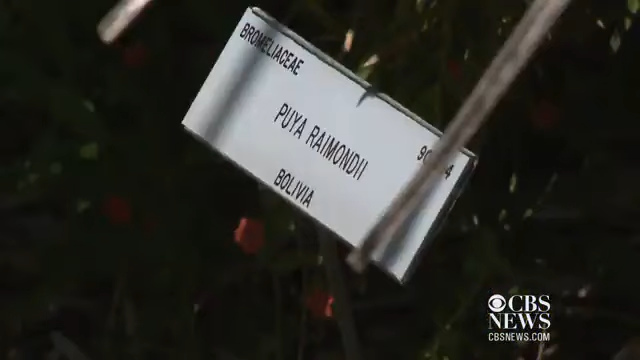 BROMELIACEAE
PUYA RAIMONDII
BOLIVIA
CBS
NEWS
CBSNEWS.COM